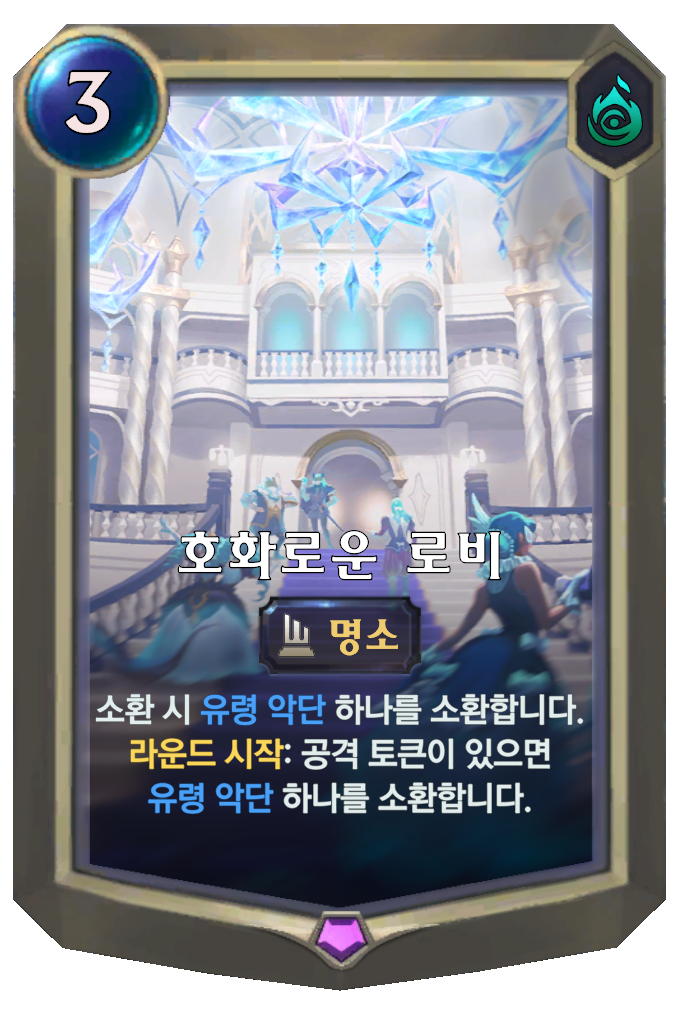 3
호화로운 로비
명소
소환 시 유령 악단 하나를 소환합니다.
라운드 시작: 공격 토큰이 있으면
유령 악단 하나를 소환합니다.